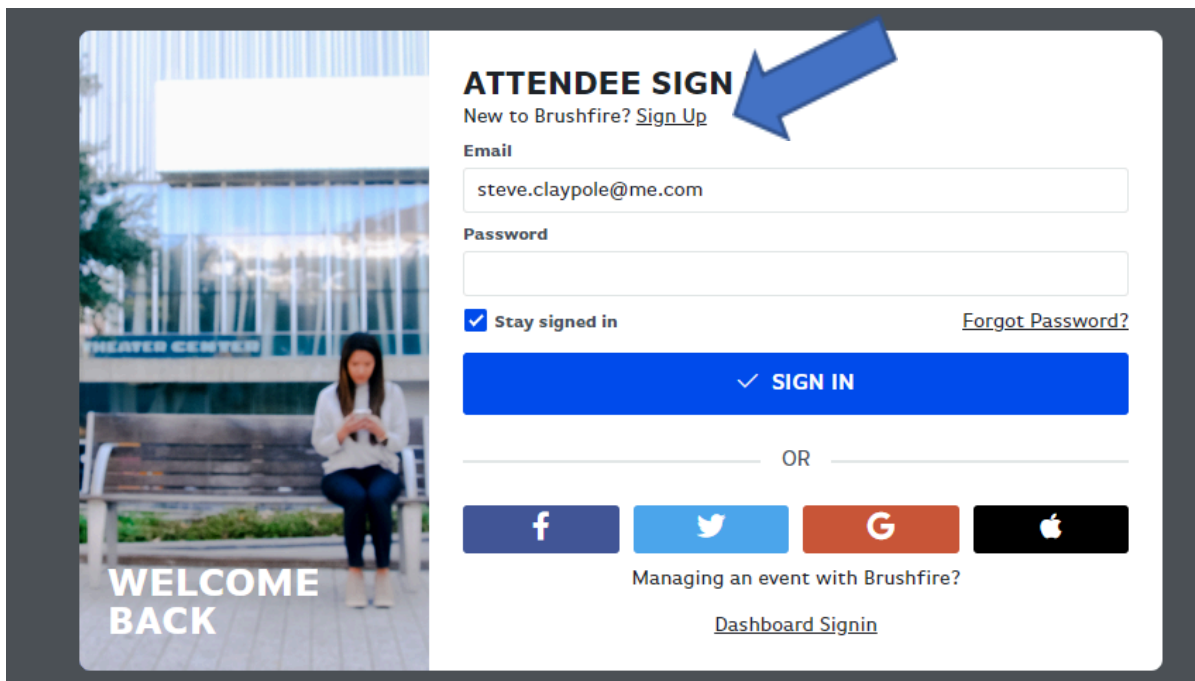 ATTENDEE SIGN
New to Brushfire? Sign Up
Email
steve.claypole@me.com
Password
Stay signed in
Forgot Password?
SIGN IN
OR
Managing an event with Brushfire?
Dashboard Signin
THEATER CENTER
WELCOME
BACK